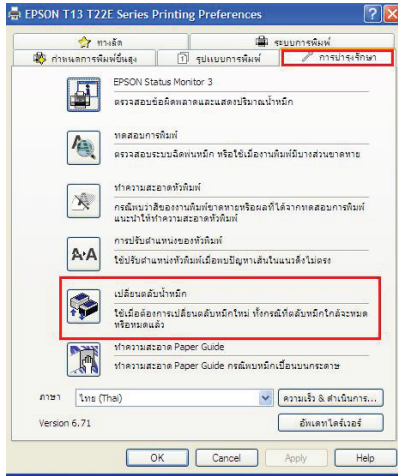 EPSON T13 T22E Series Printing Preferences
ทางลัด
ระบบการพิมพ์
กำหนดการพิมพ์ขั้นสูง
รูปแบบการพิมพ์
การบำรุงรักษา
EPSON Status Monitor 3
ตรวจสอบข้อผิดพลาดและแสดงปริมาณน้ำหมึก
ทดสอบการพิมพ์
ตรวจสอบระบบฉีดพ่นหมึก หรือใช้เมื่องานพิมพ์มีบางส่วนขาดหาย
ทำความสะอาดหัวพิมพ์
กรณีพบว่าสีของงานพิมพ์ขาดหายหรือผลที่ได้จากทดสอบการพิมพ์
แนะนำให้ทำความสะอาดหัวพิมพ์
การปรับตำแหน่งของหัวพิมพ์
ใช้ปรับตำแหน่งหัวพิมพ์เมื่อพบปัญหาเส้นในแนวดิ่งไม่ตรง
เปลี่ยนตลับน้ำหมึก
ใช้เมื่อต้องการเปลี่ยนตลับหมึกใหม่ ทั้งกรณีที่ตลับหมึกใกล้จะหมด
หรือหมดแล้ว
ทำความสะอาด Paper Guide
ทำความสะอาด Paper Guide กรณีพบหมึกเปื้อนบนกระดาษ
ภาษา
ไทย (Thai)
ความเร็ว & ดำเนินการ...
Version 6.71
อัพเดทไดร์เวอร์
OK
Cancel
Apply
Help